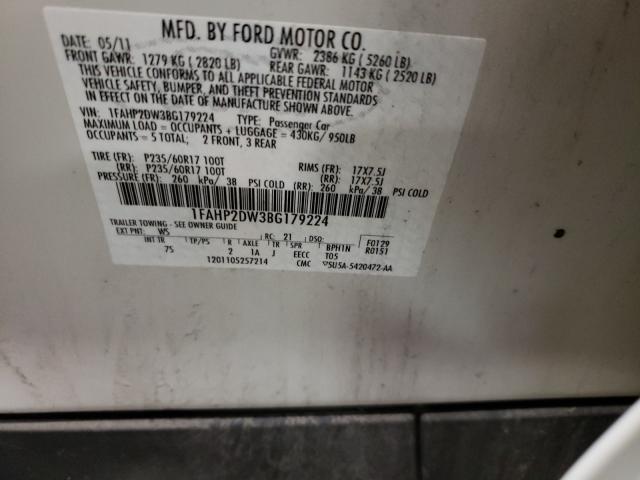 MFD. BY FORD MOTOR CO.
DATE: 05/11 GVWR: 2386 KG ( 5260 LB)
FRONT GAWR: 1279 KG ( 2820 LB) REAR GAWR: 1143 KG ( 2520 LB)
THIS VEHICLE CONFORMS TO ALL APPLICABLE FEDERAL MOTOR
VEHICLE SAFETY, BUMPER, AND THEFT PREVENTION STANDARDS
IN EFFECT ON THE DATE OF MANUFACTURE SHOWN ABOVE.
VIN: 1FAHP2DW3BG179224 TYPE: Passenger Car
MAXIMUM LOAD = OCCUPANTS + LUGGAGE = 430KG/ 950LB
OCCUPANTS = 5 TOTAL: 2 FRONT, 3 REAR
TIRE (FR): P235/60R17 100T RIMS (FR): 17X7.5J
(RR): P235/60R17 100T (RR): 17X7.5J
PRESSURE (FR): 260 kPa/ 38 PSI COLD (RR): 260 kPa/ 38 PSI COLD
1FAHP2DW3BG179224
TRAILER TOWING - SEE OWNER GUIDE
EXT PNT: WS RC: 21 DSO: F0129
R0151
INT TR TP/PS R AXLE TR SPR BPH1N
75 2 1A J EECC T05
1201105257214 CMC ▽5U5A-5420472-AA